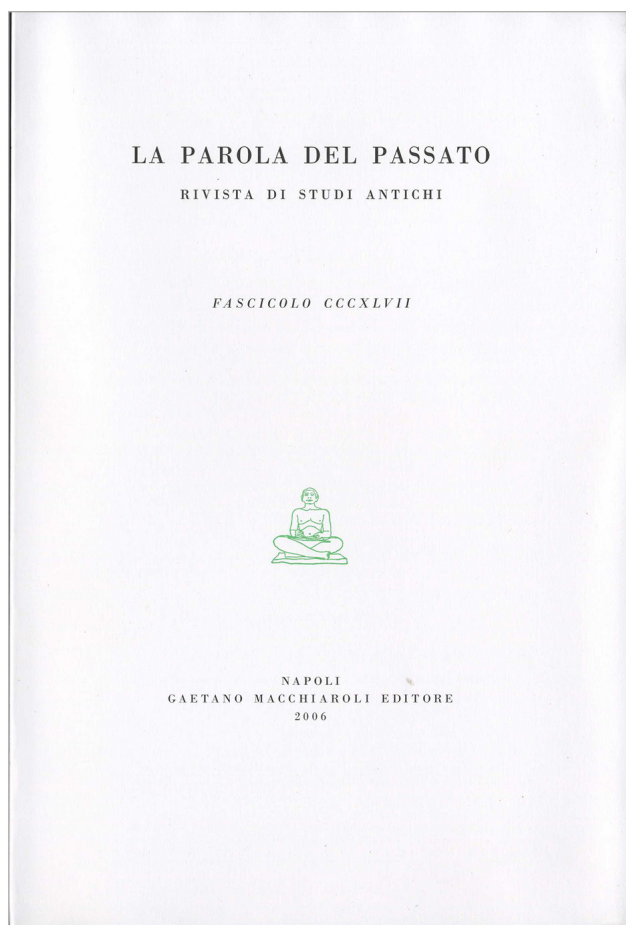 LA PAROLA DEL PASSATO
RIVISTA DI STUDI ANTICHI
FASCICOLO CCCXLVII
NAPOLI
GAETANO MACCHIAROLI EDITORE
2006